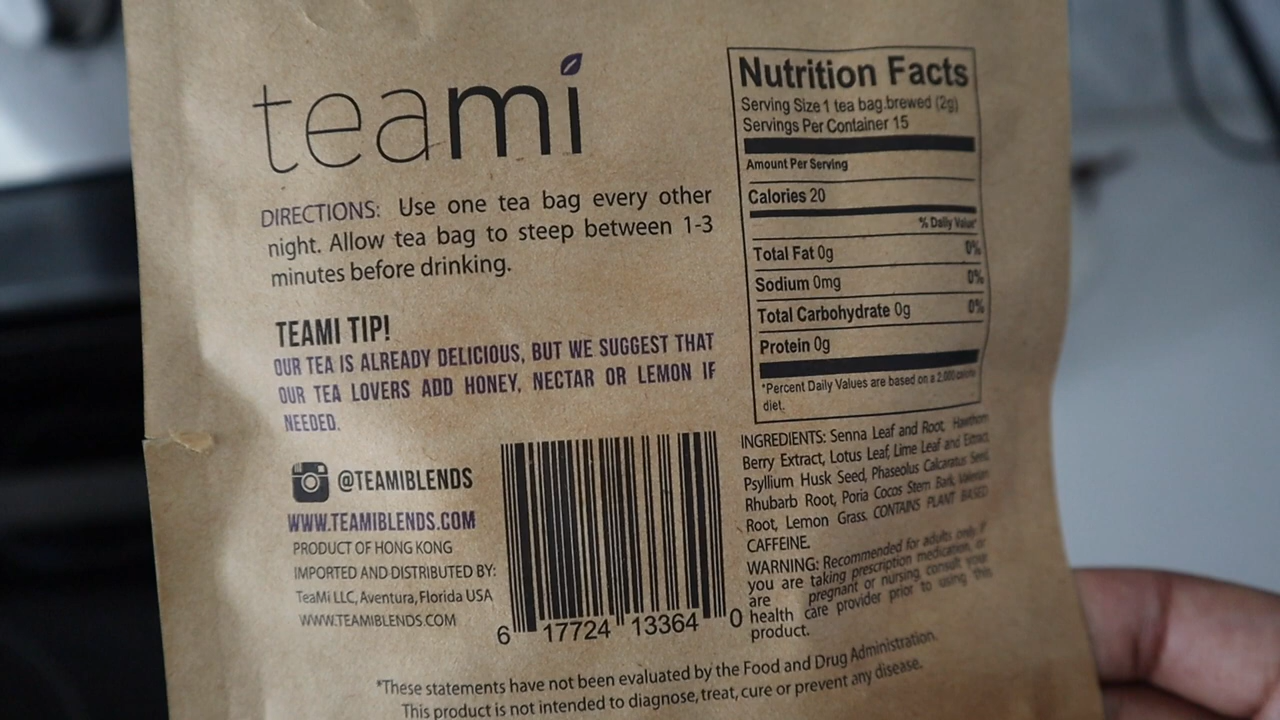 teami
DIRECTIONS: Use one tea bag every other
night. Allow tea bag to steep between 1-3
minutes before drinking.
TEAMI TIP!
OUR TEA IS ALREADY DELICIOUS, BUT WE SUGGEST THAT
OUR TEA LOVERS ADD HONEY, NECTAR OR LEMON IF
NEEDED.
@TEAMIBLENDS
WWW.TEAMIBLENDS.COM
PRODUCT OF HONG KONG
IMPORTED AND DISTRIBUTED BY:
TeaMi LLC, Aventura, Florida USA
WWW.TEAMIBLENDS.COM
6 17724 13364 0
Nutrition Facts
Serving Size 1 tea bag.brewed (2g)
Servings Per Container 15
Amount Per Serving
Calories 20
% Daily Value*
Total Fat 0g 0%
Sodium 0mg 0%
Total Carbohydrate 0g 0%
Protein 0g
*Percent Daily Values are based on a 2,000 calorie
diet.
INGREDIENTS: Senna Leaf and Root, Hawthorn
Berry Extract, Lotus Leaf, Lime Leaf and Extract,
Psyllium Husk Seed, Phaseolus Calcaratus Seed,
Rhubarb Root, Poria Cocos Stem Bark, Valerian
Root, Lemon Grass. CONTAINS PLANT BASED
CAFFEINE.
WARNING: Recommended for adults only. If
you are taking prescription medication, or
are pregnant or nursing consult your
health care provider prior to using this
product.
*These statements have not been evaluated by the Food and Drug Administration.
This product is not intended to diagnose, treat, cure or prevent any disease.